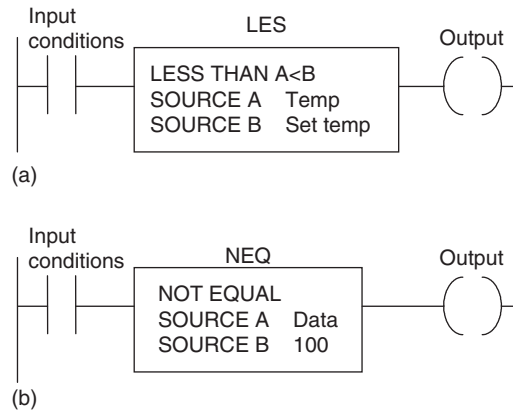 Input
conditions
LES
Output
LESS THAN A<B
SOURCE A Temp
SOURCE B Set temp
(a)
Input
conditions
NEQ
Output
NOT EQUAL
SOURCE A Data
SOURCE B 100
(b)